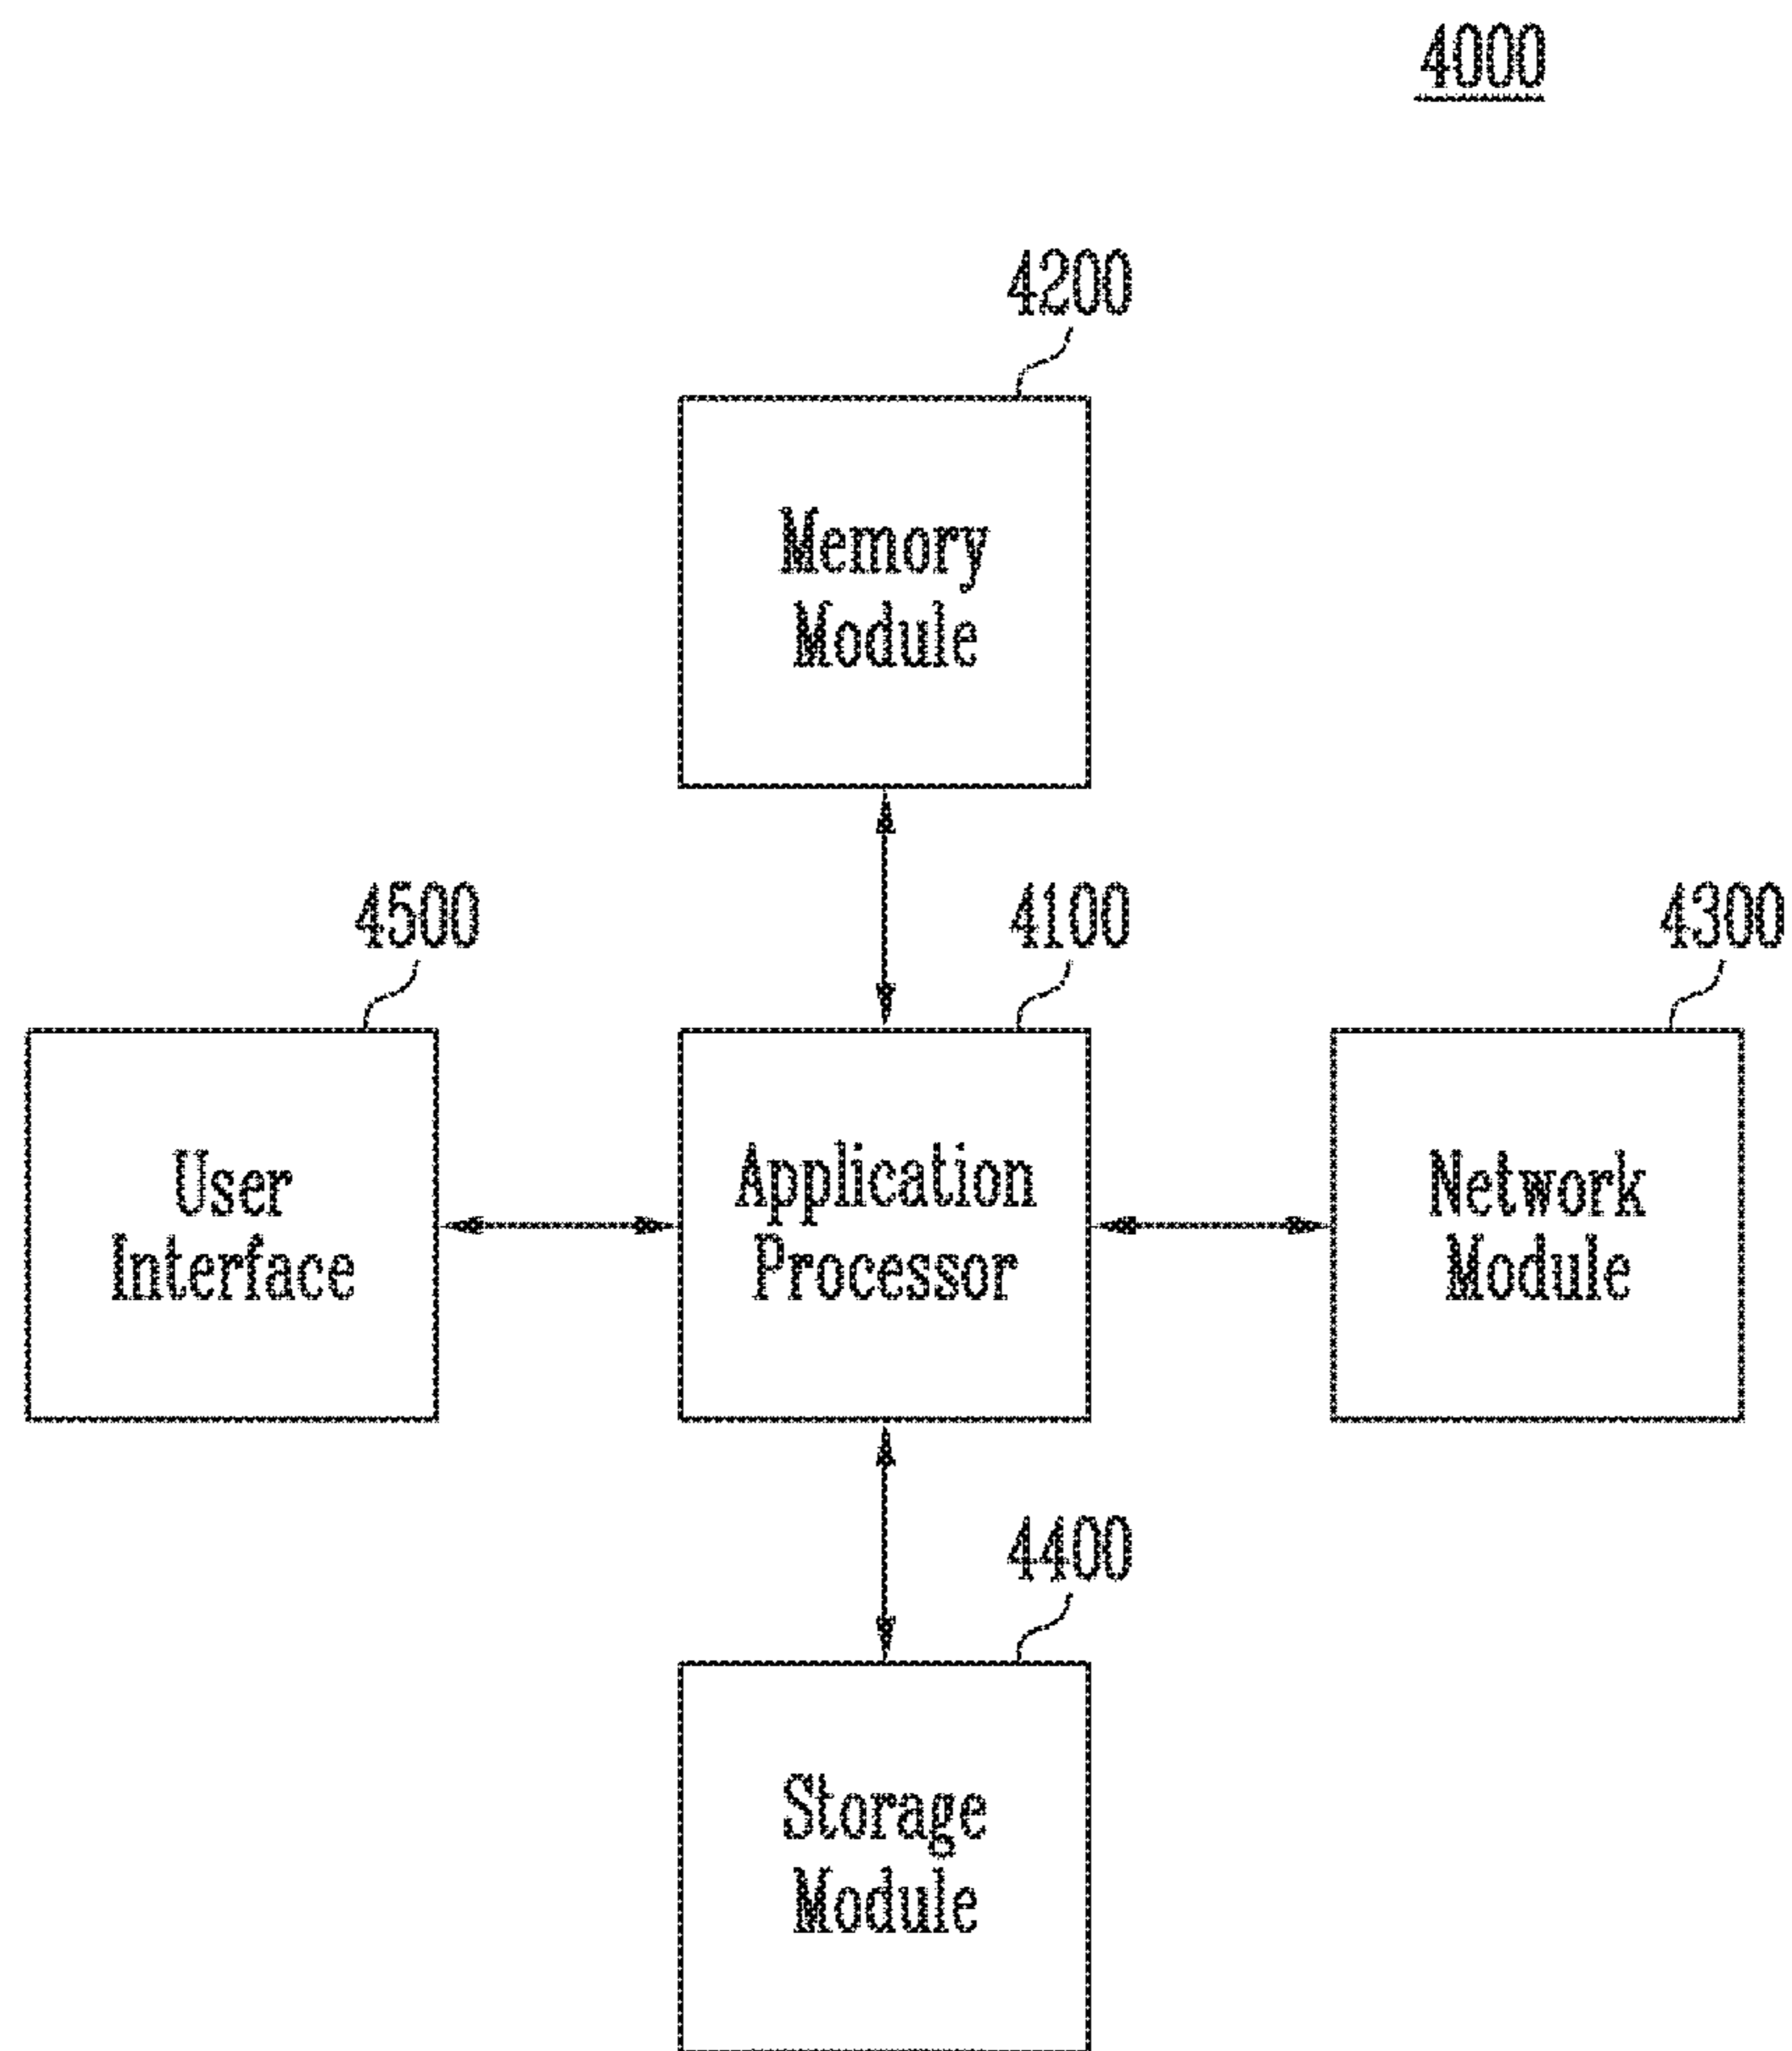 4000
4200
Memory
Module
4500
4100
4300
User
Interface
Application
Processor
Network
Module
4400
Storage
Module